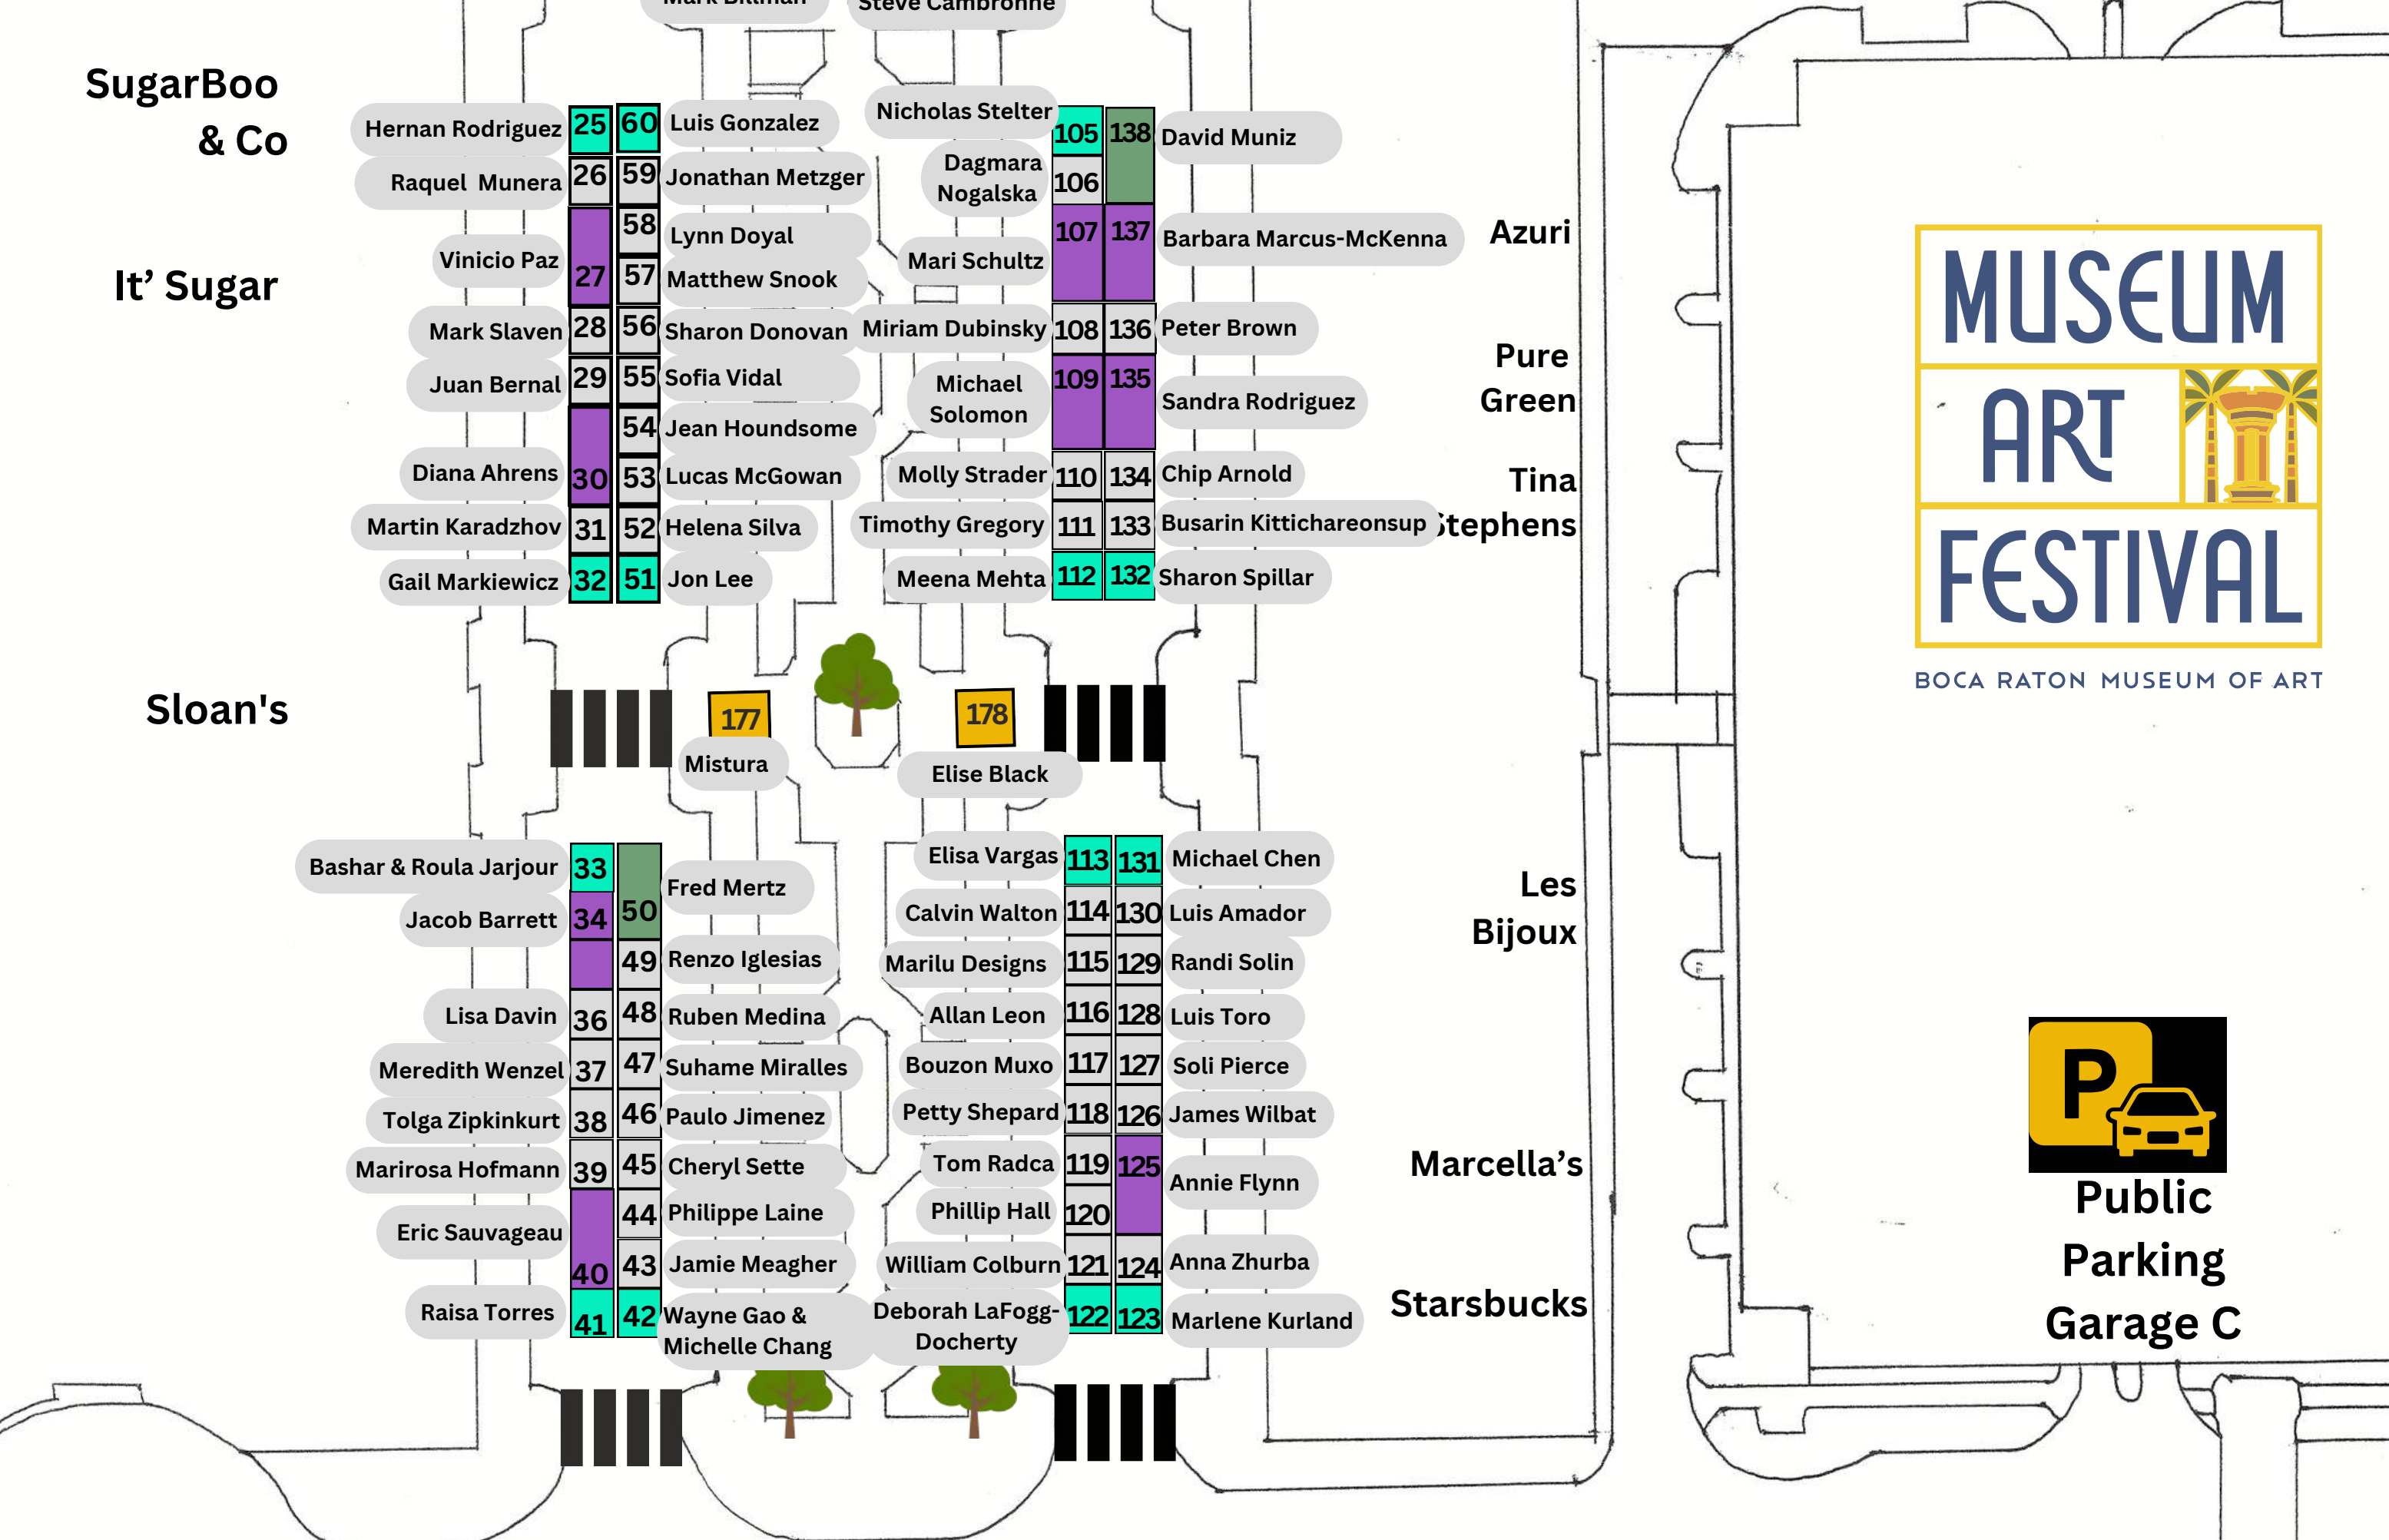 Mark Billman
Steve Cambronne
SugarBoo
& Co
It’ Sugar
Sloan's
Hernan Rodriguez 25 60 Luis Gonzalez
Raquel Munera 26 59 Jonathan Metzger
58 Lynn Doyal
Vinicio Paz 27 57 Matthew Snook
Mark Slaven 28 56 Sharon Donovan
Juan Bernal 29 55 Sofia Vidal
54 Jean Houndsome
Diana Ahrens 30 53 Lucas McGowan
Martin Karadzhov 31 52 Helena Silva
Gail Markiewicz 32 51 Jon Lee
Nicholas Stelter 105 138 David Muniz
Dagmara
Nogalska 106
107 137 Barbara Marcus-McKenna
Mari Schultz
Miriam Dubinsky 108 136 Peter Brown
109 135
Michael
Solomon
Sandra Rodriguez
Molly Strader 110 134 Chip Arnold
Timothy Gregory 111 133 Busarin Kittichareonsup
Meena Mehta 112 132 Sharon Spillar
Azuri
Pure
Green
Tina
Stephens
177
Mistura
178
Elise Black
Bashar & Roula Jarjour 33
Fred Mertz
Jacob Barrett 34 50
49 Renzo Iglesias
Lisa Davin 36 48 Ruben Medina
Meredith Wenzel 37 47 Suhame Miralles
Tolga Zipkinkurt 38 46 Paulo Jimenez
Marirosa Hofmann 39 45 Cheryl Sette
Eric Sauvageau 44 Philippe Laine
40 43 Jamie Meagher
Raisa Torres 41 42 Wayne Gao &
Michelle Chang
Elisa Vargas 113 131 Michael Chen
Calvin Walton 114 130 Luis Amador
Marilu Designs 115 129 Randi Solin
Allan Leon 116 128 Luis Toro
Bouzon Muxo 117 127 Soli Pierce
Petty Shepard 118 126 James Wilbat
Tom Radca 119 125 Annie Flynn
Phillip Hall 120
William Colburn 121 124 Anna Zhurba
Deborah LaFogg-
Docherty 122 123 Marlene Kurland
Les
Bijoux
Marcella’s
Starsbucks
MUSEUM
ART
FESTIVAL
BOCA RATON MUSEUM OF ART
P
Public
Parking
Garage C